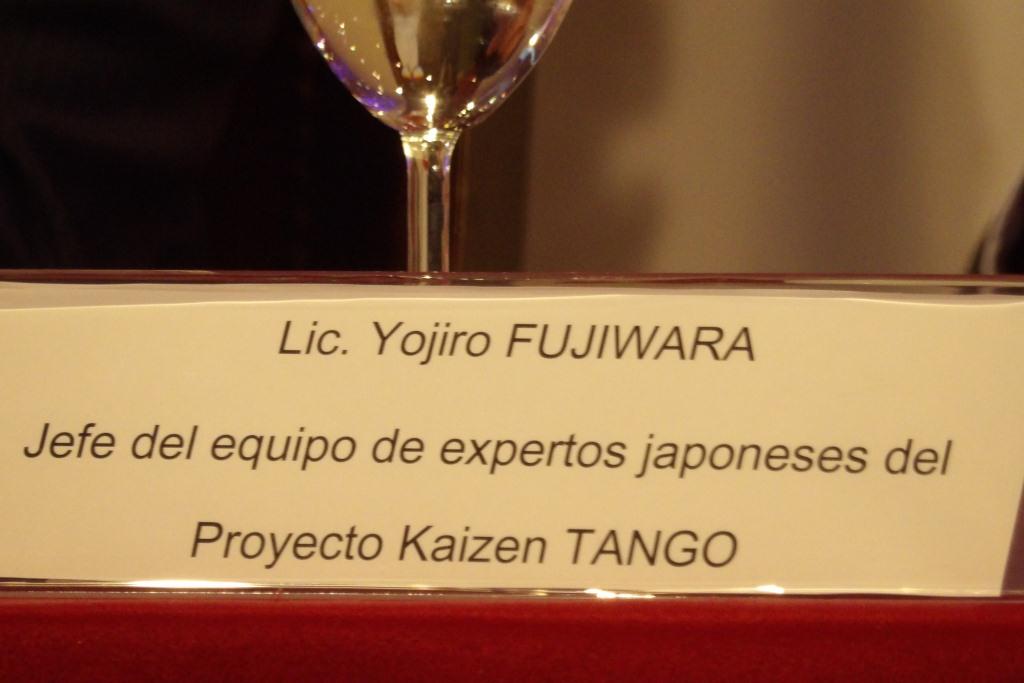 Lic. Yojiro FUJIWARA
Jefe del equipo de expertos japoneses del
Proyecto Kaizen TANGO